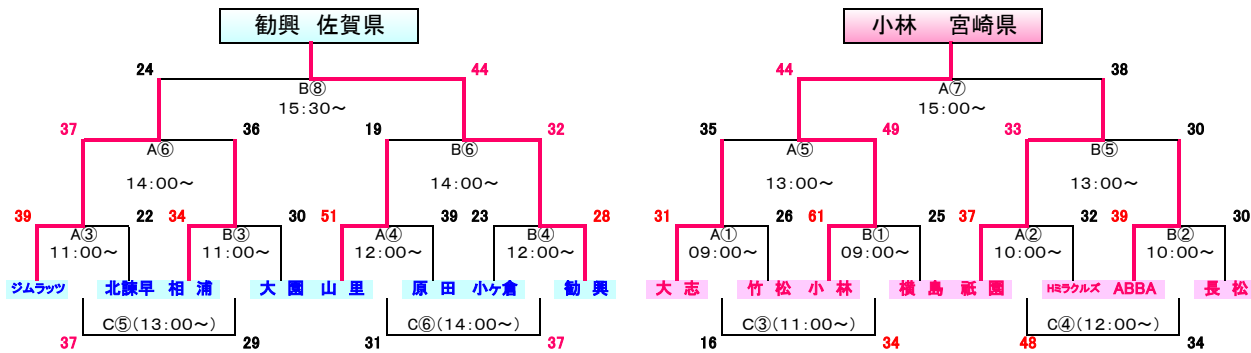 勧興 佐賀県 小林 宮崎県
24 44 44 38
B⑧ A⑦
15:30～ 15:00～
37 36 19 32 35 49 33 30
A⑥ B⑥ A⑤ B⑤
14:00～ 14:00～ 13:00～ 13:00～
39 22 34 30 51 39 23 28 31 26 61 25 37 32 39 30
A③ B③ A④ B④ A① B① A② B②
11:00～ 11:00～ 12:00～ 12:00～ 09:00～ 09:00～ 10:00～ 10:00～
ジムラッツ 北諫早 相浦 大園 山里 原田 小ヶ倉 勧興 大志 竹松 小林 横島 祇園 Hミラクルズ ABBA 長松
C⑤(13:00～) C⑥(14:00～) C③(11:00～) C④(12:00～)
37 29 31 37 16 34 48 34